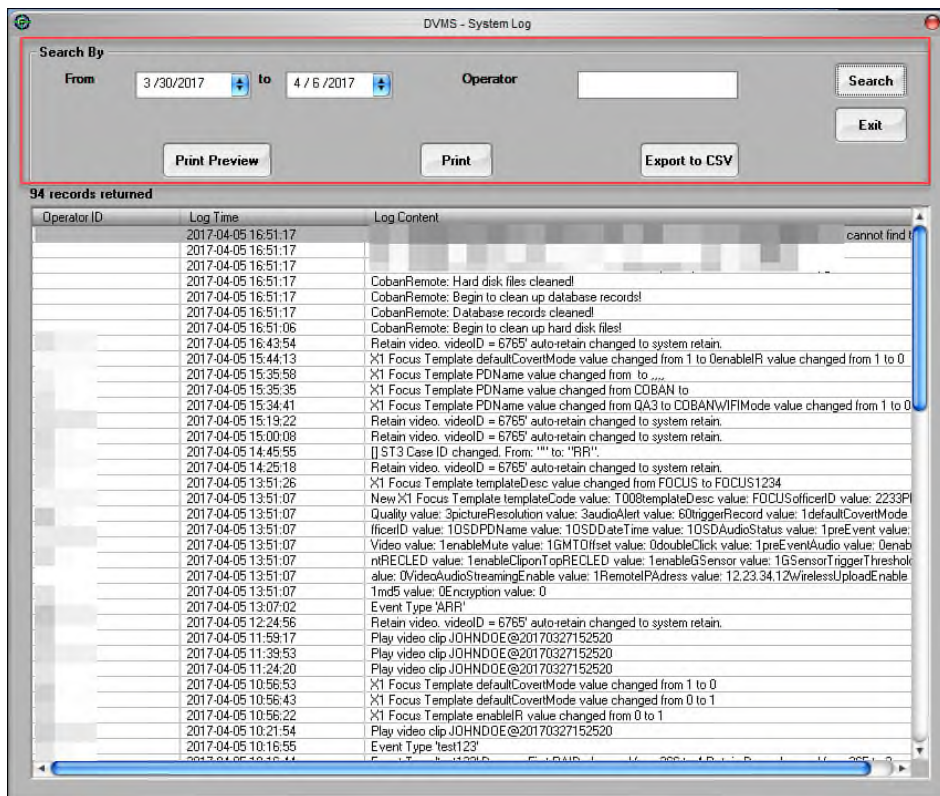 DVMS - System Log
Search By
From 3 /30/2017 to 4 / 6 /2017 Operator Search
Exit
Print Preview Print Export to CSV
94 records returned
Operator ID Log Time Log Content
2017-04-05 16:51:17 cannot find t
2017-04-05 16:51:17
2017-04-05 16:51:17
2017-04-05 16:51:17 CobanRemote: Hard disk files cleaned!
2017-04-05 16:51:17 CobanRemote: Begin to clean up database records!
2017-04-05 16:51:17 CobanRemote: Database records cleaned!
2017-04-05 16:51:06 CobanRemote: Begin to clean up hard disk files!
2017-04-05 16:43:54 Retain video. videoID = 6765' auto-retain changed to system retain.
2017-04-05 15:44:13 X1 Focus Template defaultCovertMode value changed from 1 to 0enableIR value changed from 1 to 0
2017-04-05 15:35:58 X1 Focus Template PDName value changed from  to ,,,,
2017-04-05 15:35:35 X1 Focus Template PDName value changed from COBAN to
2017-04-05 15:34:41 X1 Focus Template PDName value changed from QA3 to COBANWIFIMode value changed from 1 to 0
2017-04-05 15:19:22 Retain video. videoID = 6765' auto-retain changed to system retain.
2017-04-05 15:00:08 Retain video. videoID = 6765' auto-retain changed to system retain.
2017-04-05 14:45:55 [] ST3 Case ID changed. From: "" to: "RR".
2017-04-05 14:25:18 Retain video. videoID = 6765' auto-retain changed to system retain.
2017-04-05 13:51:26 X1 Focus Template templateDesc value changed from FOCUS to FOCUS1234
2017-04-05 13:51:07 New X1 Focus Template templateCode value: T008templateDesc value: FOCUSofficerID value: 2233P
2017-04-05 13:51:07 Quality value: 3pictureResolution value: 3audioAlert value: 60triggerRecord value: 1defaultCovertMode
2017-04-05 13:51:07 fficerID value: 1OSDPDName value: 1OSDDateTime value: 1OSDAudioStatus value: 1preEvent value:
2017-04-05 13:51:07 Video value: 1enableMute value: 1GMTOffset value: 0doubleClick value: 1preEventAudio value: 0enab
2017-04-05 13:51:07 ntRECLED value: 1enableCliponTopRECLED value: 1enableGSensor value: 1GSensorTriggerThreshold
2017-04-05 13:51:07 alue: 0VideoAudioStreamingEnable value: 1RemoteIPAdress value: 12.23.34.12WirelessUploadEnable
2017-04-05 13:51:07 1md5 value: 0Encryption value: 0
2017-04-05 13:07:02 Event Type 'ARR'
2017-04-05 12:24:56 Retain video. videoID = 6765' auto-retain changed to system retain.
2017-04-05 11:59:17 Play video clip JOHNDOE@20170327152520
2017-04-05 11:39:53 Play video clip JOHNDOE@20170327152520
2017-04-05 11:24:20 Play video clip JOHNDOE@20170327152520
2017-04-05 10:56:53 X1 Focus Template defaultCovertMode value changed from 1 to 0
2017-04-05 10:56:43 X1 Focus Template defaultCovertMode value changed from 0 to 1
2017-04-05 10:56:22 X1 Focus Template enableIR value changed from 0 to 1
2017-04-05 10:21:54 Play video clip JOHNDOE@20170327152520
2017-04-05 10:16:55 Event Type 'test123'